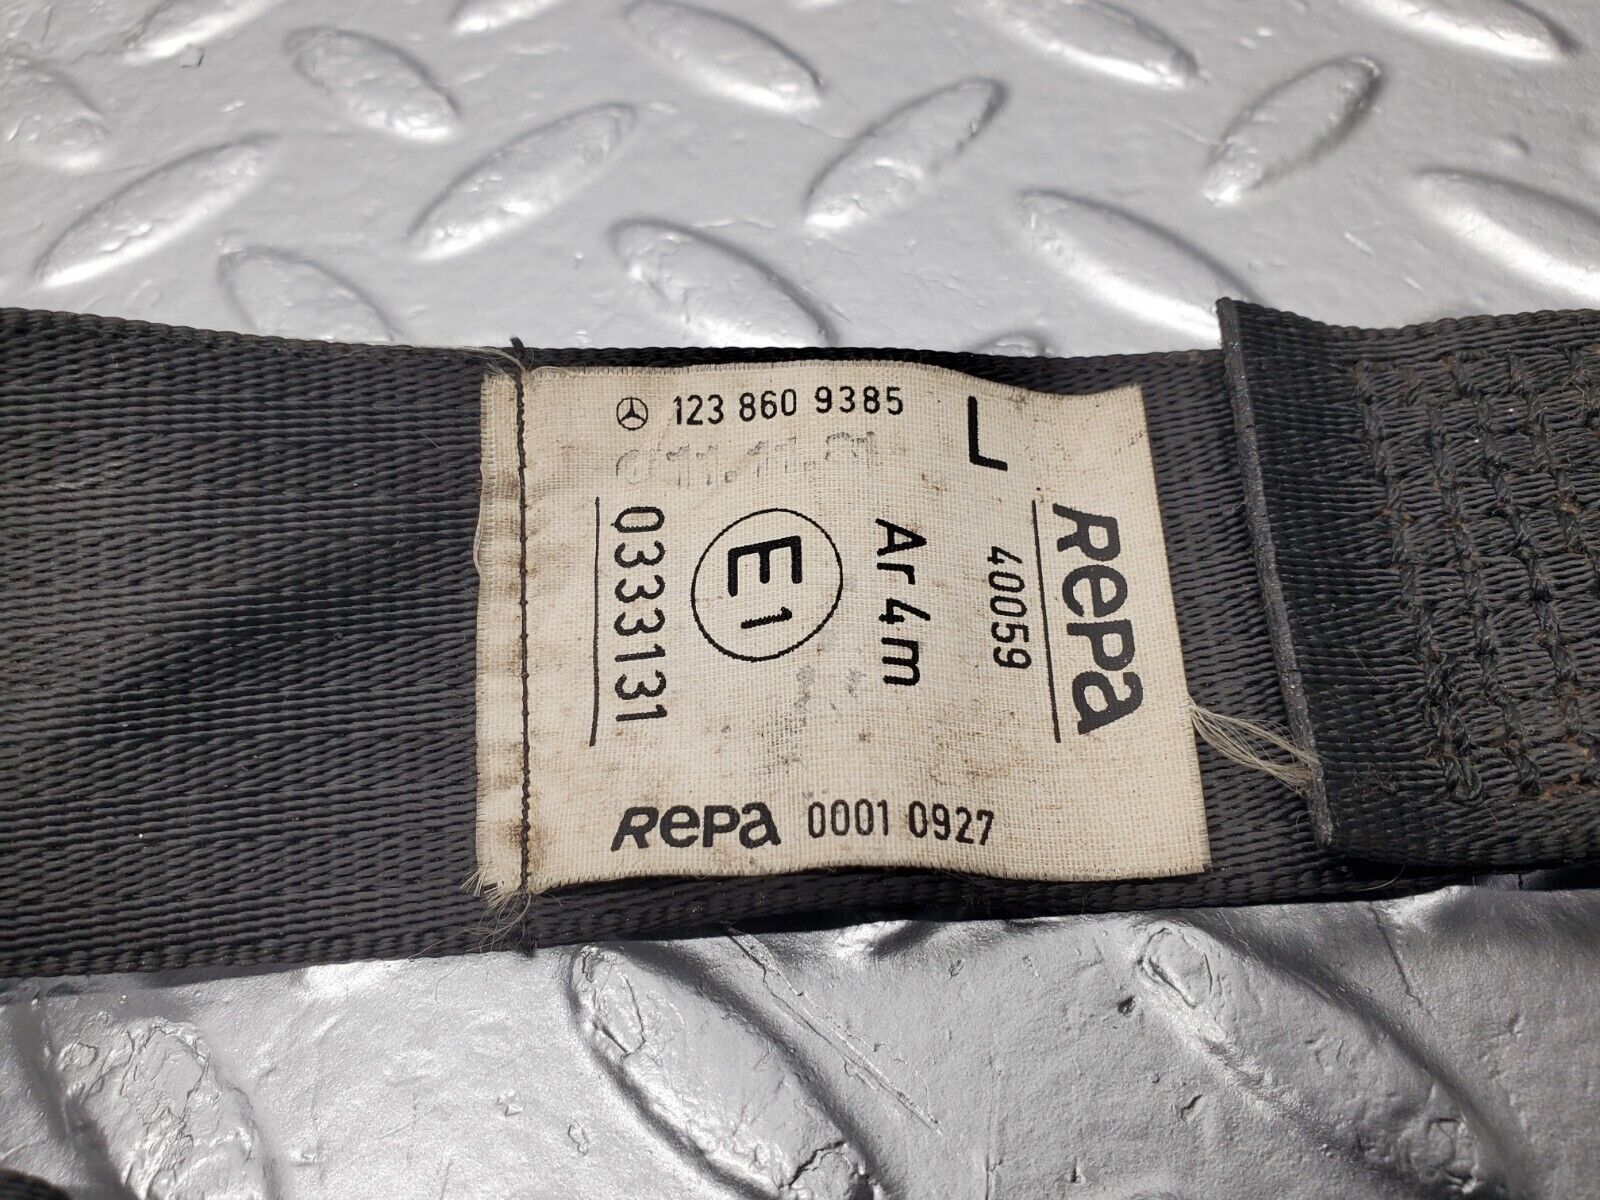 123 860 9385
L
Repa
40059
Ar4m
E1
0333131
Repa 0001 0927